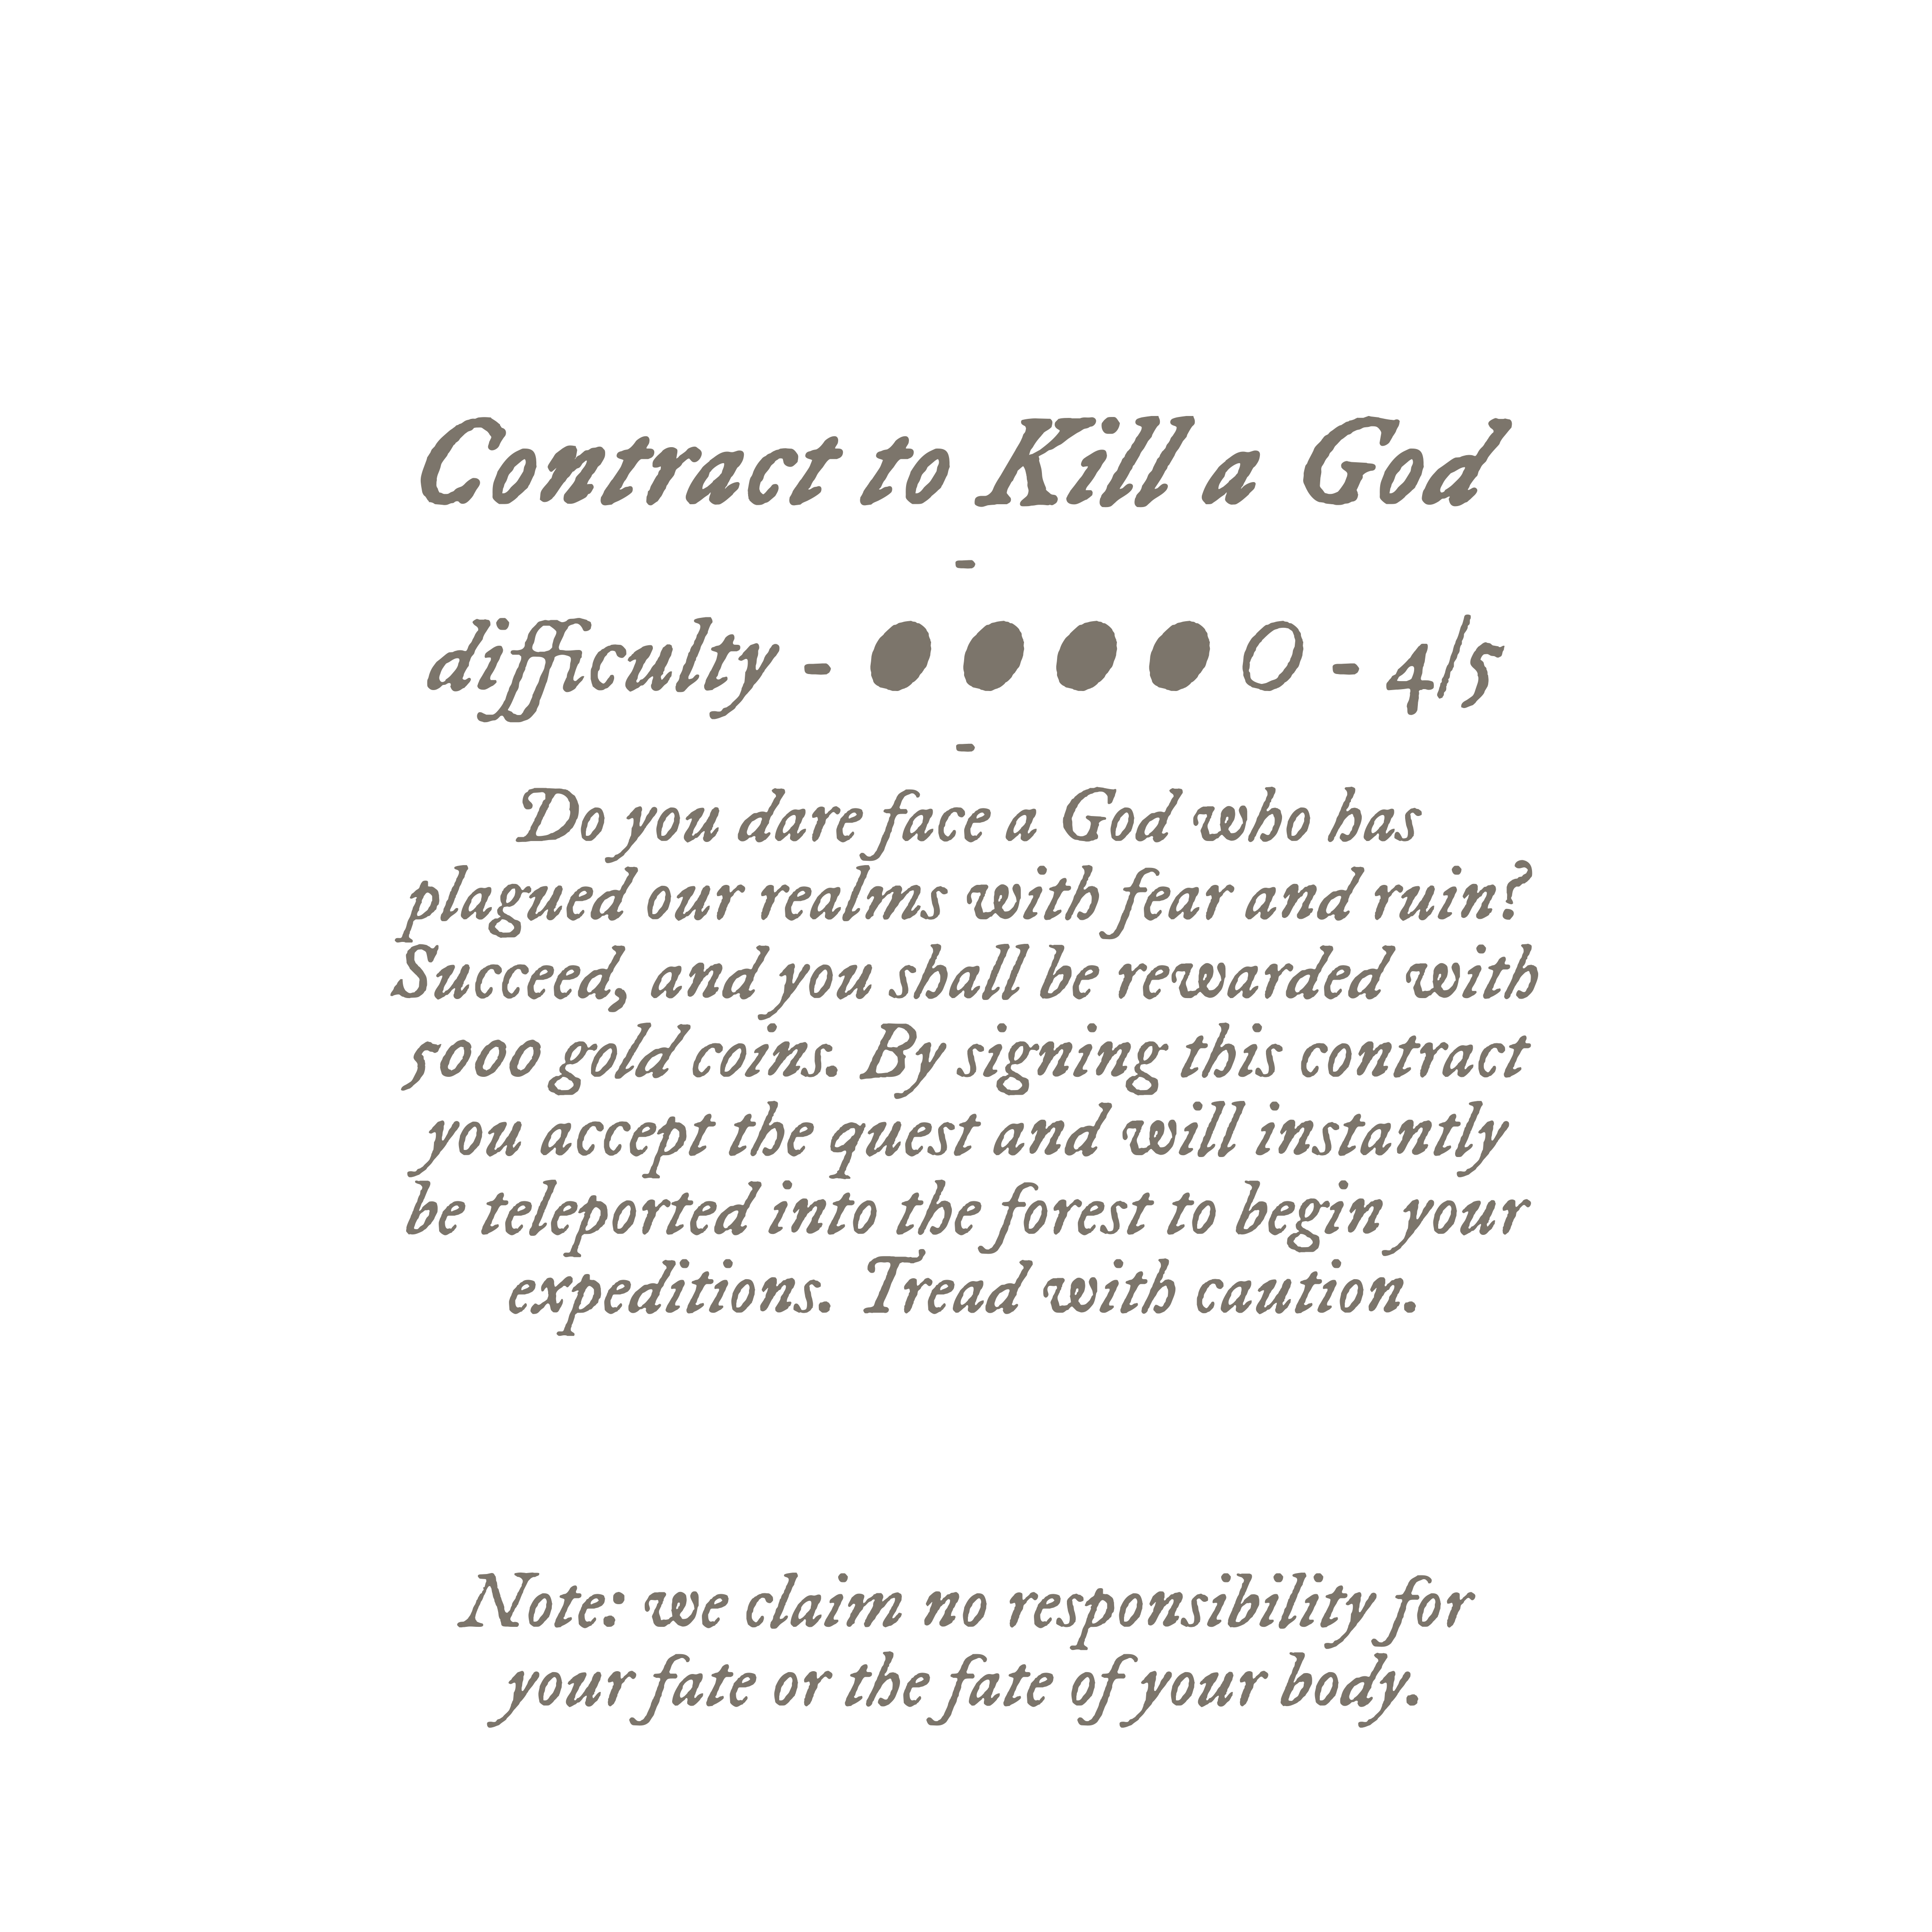 Contract to Kill a God
-
difficulty - ● ● ● ● ○ - 4/5
-
Do you dare face a God who has
plagued our realms with fear and ruin?
Succeed, and you shall be rewarded with
5000 gold coins. By signing this contract
you accept the quest and will instantly
be teleported into the forest to begin your
expeditions. Tread with caution.
Note: we claim no responsibility for
your fate or the fate of your body.